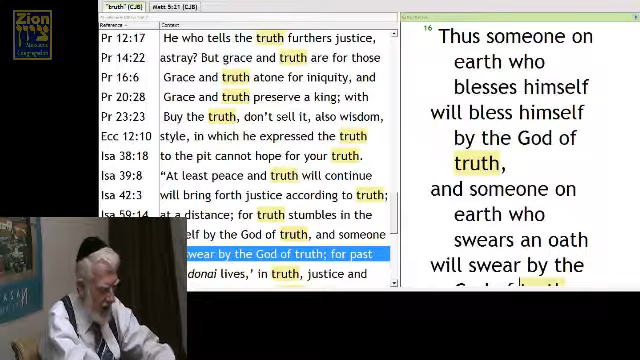 Zion
Messianic
Congregation
"truth" (CJB)
Matt 5:21 (CJB)
Reference
Context
Pr 12:17 He who tells the truth furthers justice,
Pr 14:22 astray? But grace and truth are for those
Pr 16:6 Grace and truth atone for iniquity, and
Pr 20:28 Grace and truth preserve a king; with
Pr 23:23 Buy the truth, don't sell it, also wisdom,
Ecc 12:10 style, in which he expressed the truth
Isa 38:18 to the pit cannot hope for your truth.
Isa 39:8 "At least peace and truth will continue
Isa 42:3 will bring forth justice according to truth;
Isa 59:14 at a distance; for truth stumbles in the
self by the God of truth, and someone
swear by the God of truth; for past
donai lives,' in truth, justice and
16 Thus someone on
earth who
blesses himself
will bless himself
by the God of
truth,
and someone on
earth who
swears an oath
will swear by the
God of truth